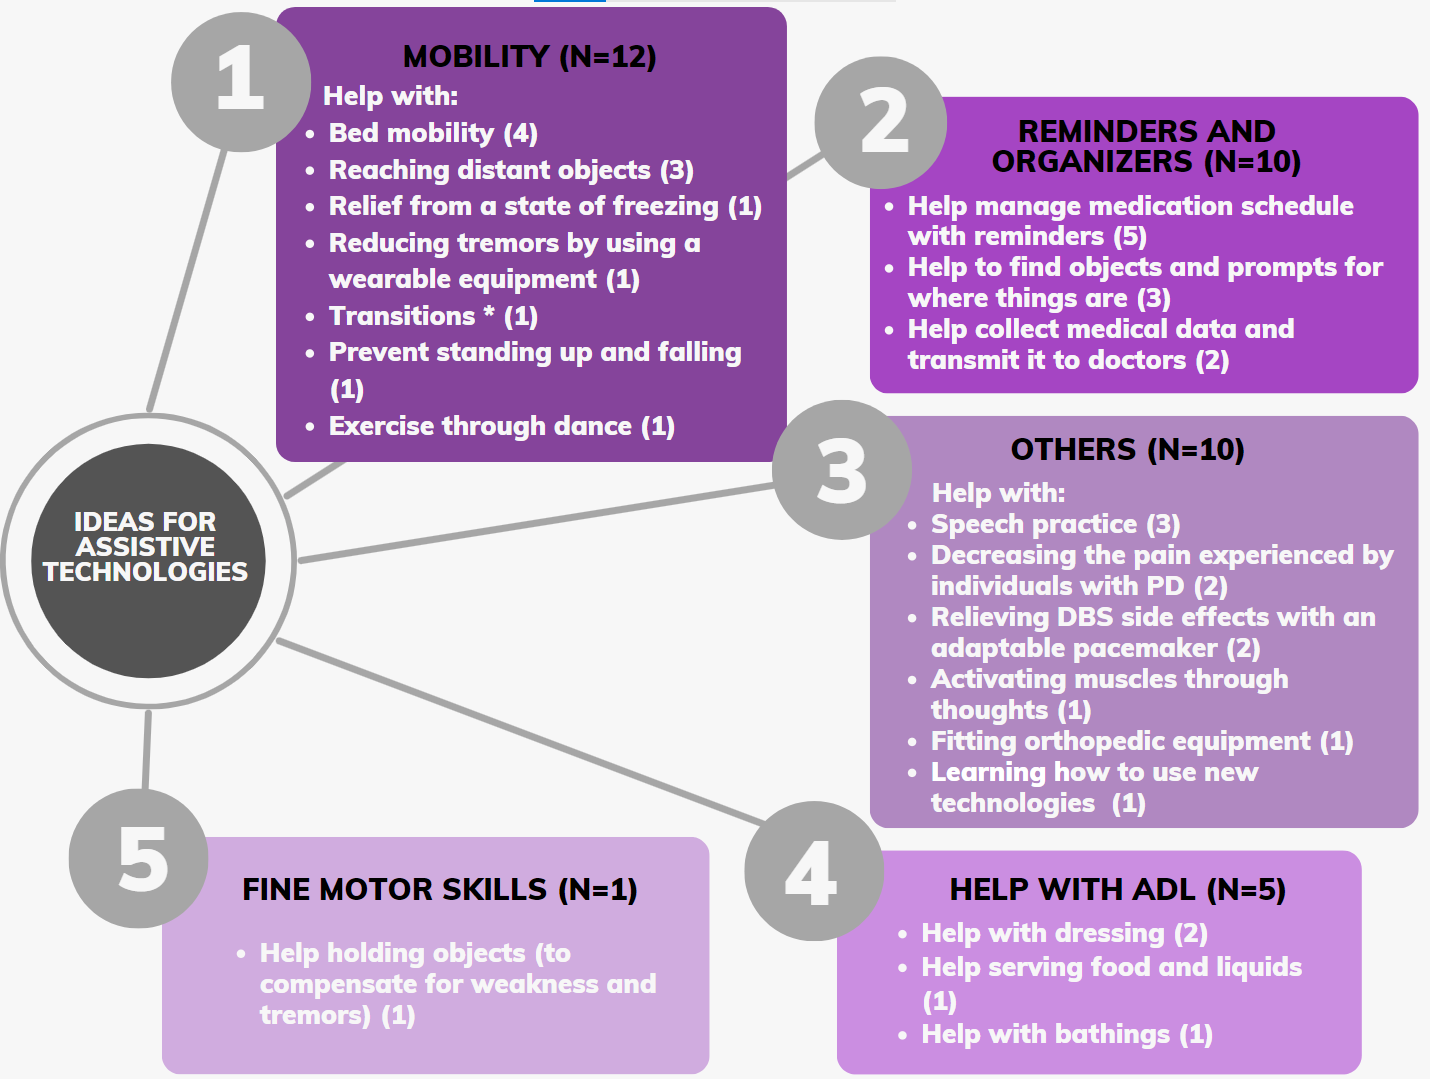 1
MOBILITY (N=12)
Help with:
• Bed mobility (4)
• Reaching distant objects (3)
• Relief from a state of freezing (1)
• Reducing tremors by using a
wearable equipment (1)
• Transitions * (1)
• Prevent standing up and falling
(1)
• Exercise through dance (1)
2
REMINDERS AND
ORGANIZERS (N=10)
• Help manage medication schedule
with reminders (5)
• Help to find objects and prompts for
where things are (3)
• Help collect medical data and
transmit it to doctors (2)
3
OTHERS (N=10)
Help with:
• Speech practice (3)
• Decreasing the pain experienced by
individuals with PD (2)
• Relieving DBS side effects with an
adaptable pacemaker (2)
• Activating muscles through
thoughts (1)
• Fitting orthopedic equipment (1)
• Learning how to use new
technologies (1)
IDEAS FOR
ASSISTIVE
TECHNOLOGIES
4
HELP WITH ADL (N=5)
• Help with dressing (2)
• Help serving food and liquids
(1)
• Help with bathings (1)
5
FINE MOTOR SKILLS (N=1)
• Help holding objects (to
compensate for weakness and
tremors) (1)